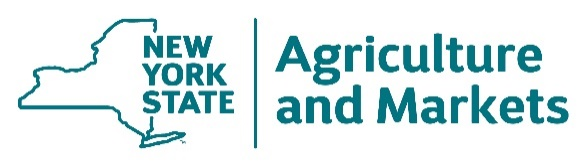 NEW
YORK
STATE
Agriculture
and Markets